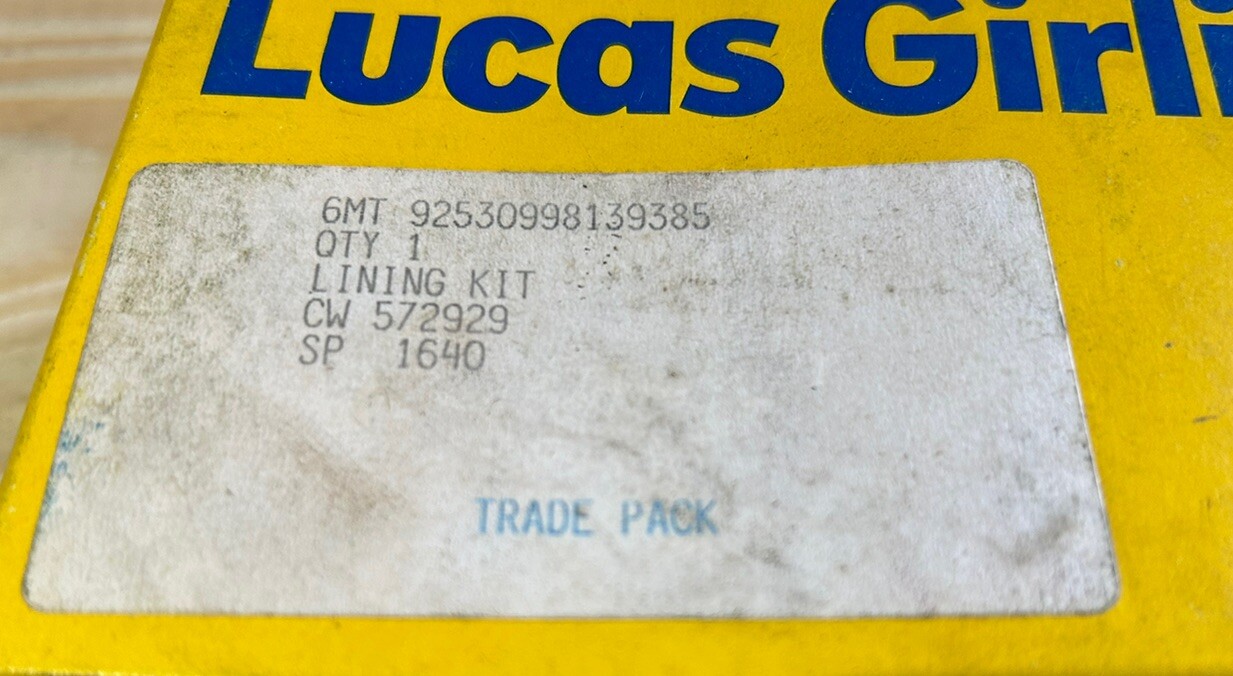 Lucas Girli
6MT 92530998139385
QTY 1
LINING KIT
CW 572929
SP 1640
TRADE PACK